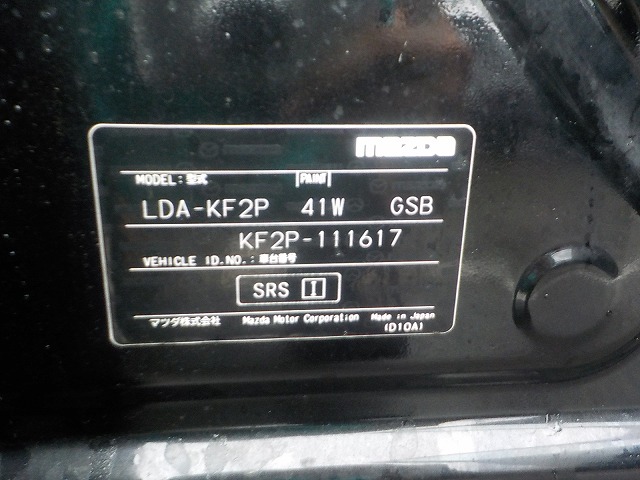 mazda
MODEL:型式 PAINT
LDA-KF2P 41W GSB
KF2P-111617
VEHICLE ID.NO.:車台番号
SRS I
マツダ株式会社 Mazda Motor Corporation Made in Japan
(D10A)